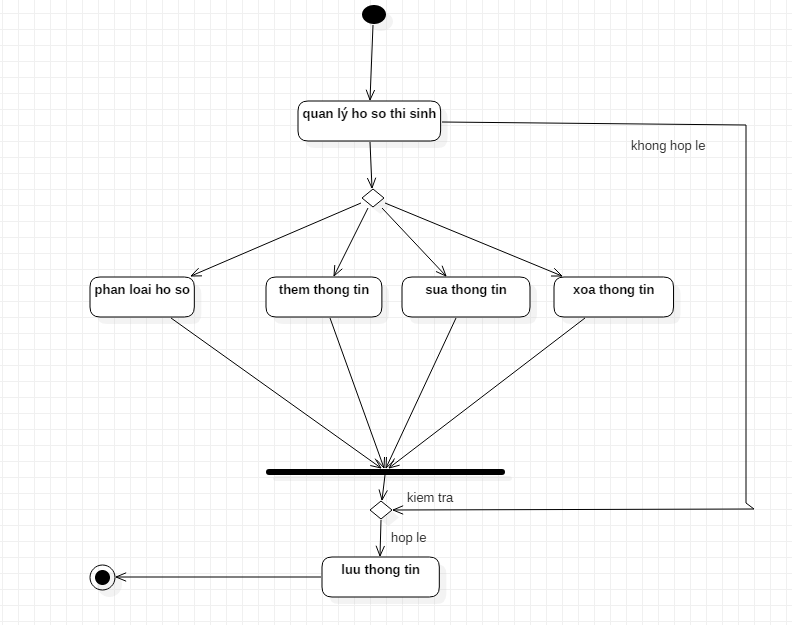 quan lý ho so thi sinh
khong hop le
phan loai ho so
them thong tin
sua thong tin
xoa thong tin
kiem tra
hop le
luu thong tin